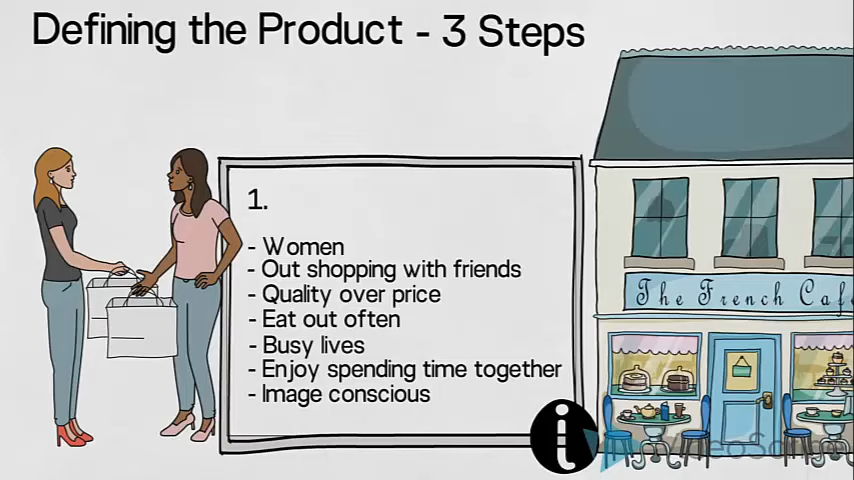 Defining the Product - 3 Steps
1.
- Women
- Out shopping with friends
- Quality over price
- Eat out often
- Busy lives
- Enjoy spending time together
- Image conscious
The French Cafe
i